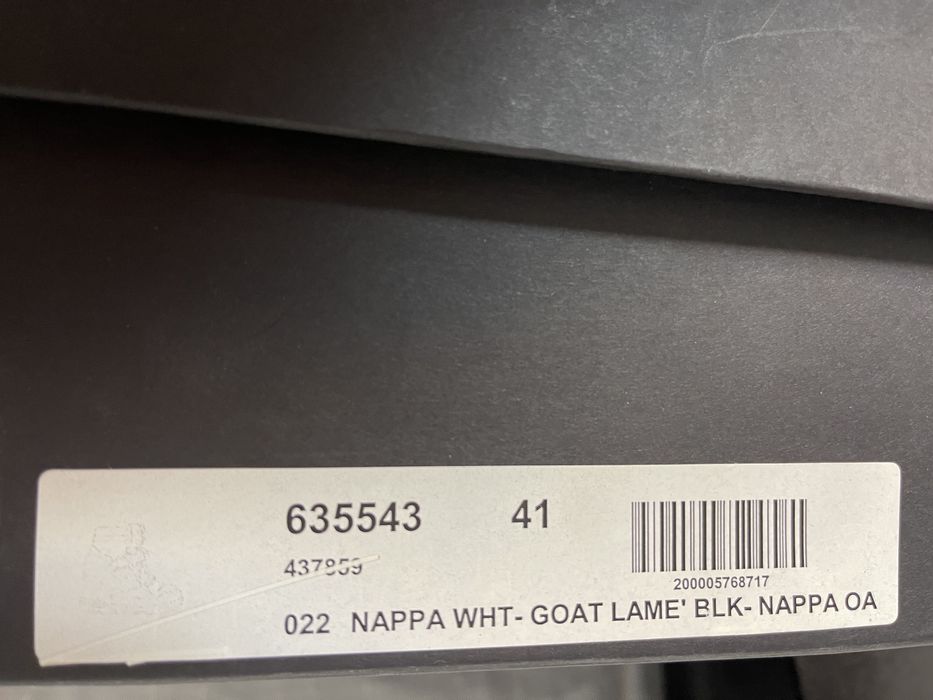 635543 41
437859
200005768717
022 NAPPA WHT- GOAT LAME' BLK- NAPPA OA